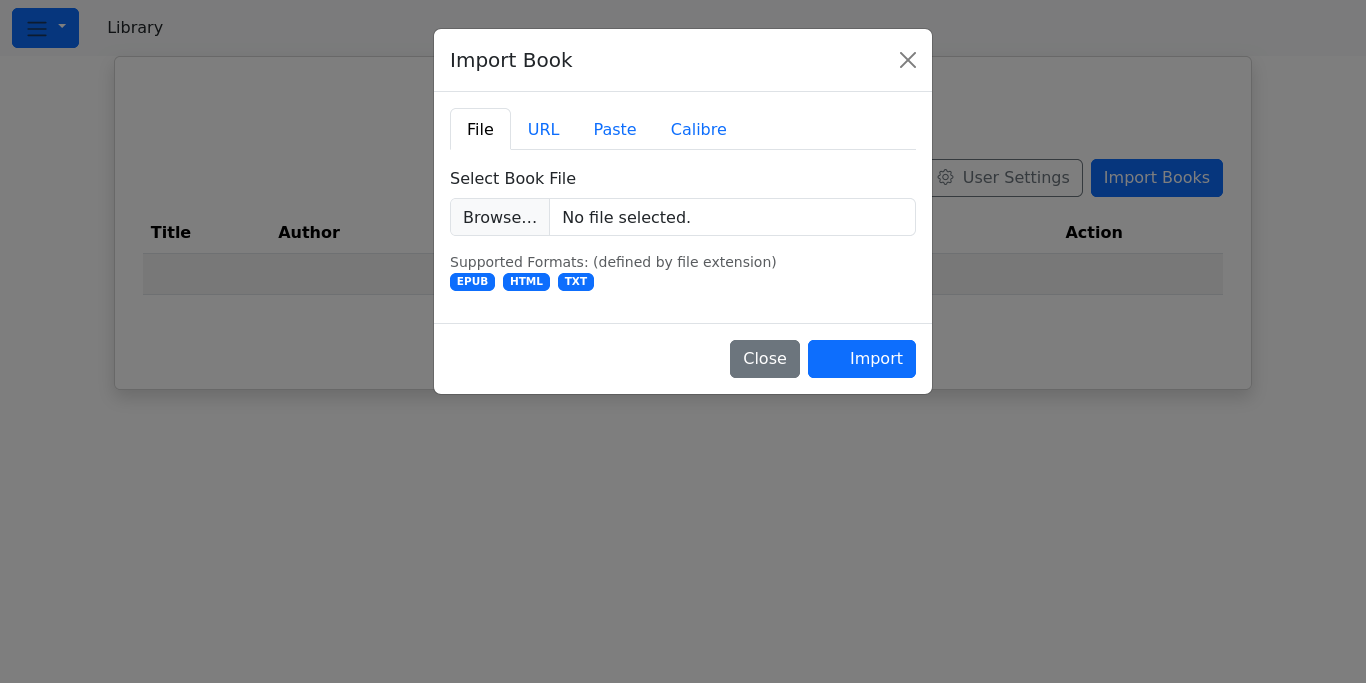 Library
Import Book
File URL Paste Calibre
Select Book File
User Settings Import Books
Browse... No file selected.
Title Author Action
Supported Formats: (defined by file extension)
EPUB HTML TXT
Close Import